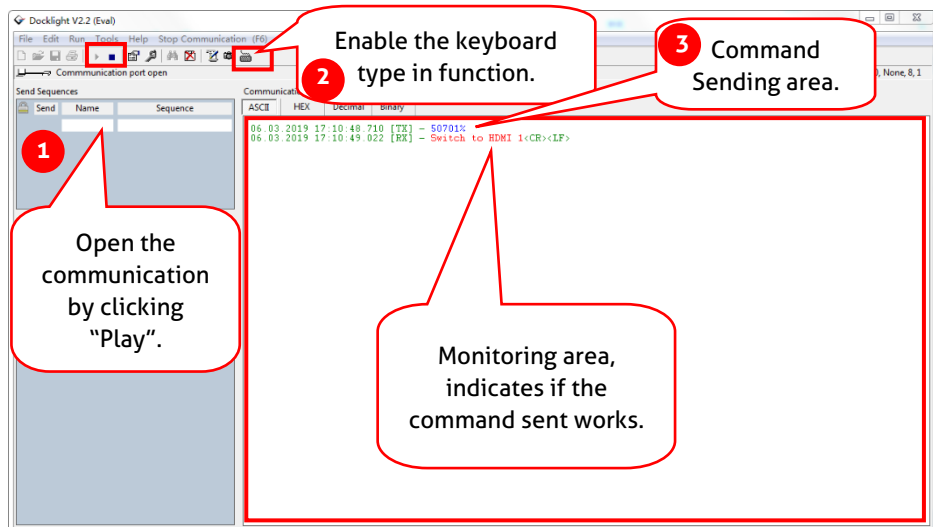 Docklight V2.2 (Eval)
File Edit Run Tools Help Stop Communication (F6)
Commmunication port open
0, None, 8, 1
Send Sequences
Send Name Sequence
ASCII HEX Decimal Binary
06.03.2019 17:10:48.710 [TX] - 50701%
06.03.2019 17:10:49.022 [RX] - Switch to HDMI 1<CR><LF>
1
Open the
communication
by clicking
“Play”.
2
Enable the keyboard
type in function.
3
Command
Sending area.
Monitoring area,
indicates if the
command sent works.